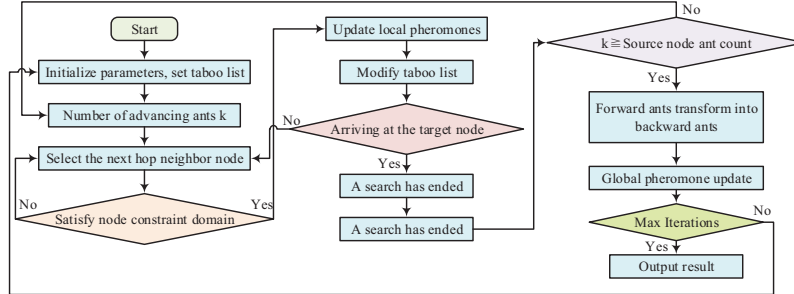 Start
Initialize parameters, set taboo list
Number of advancing ants k
Select the next hop neighbor node
No
Satisfy node constraint domain
Yes
Update local pheromones
Modify taboo list
No
Arriving at the target node
Yes
A search has ended
A search has ended
No
k≧Source node ant count
Yes
Forward ants transform into
backward ants
Global pheromone update
No
Max Iterations
Yes
Output result